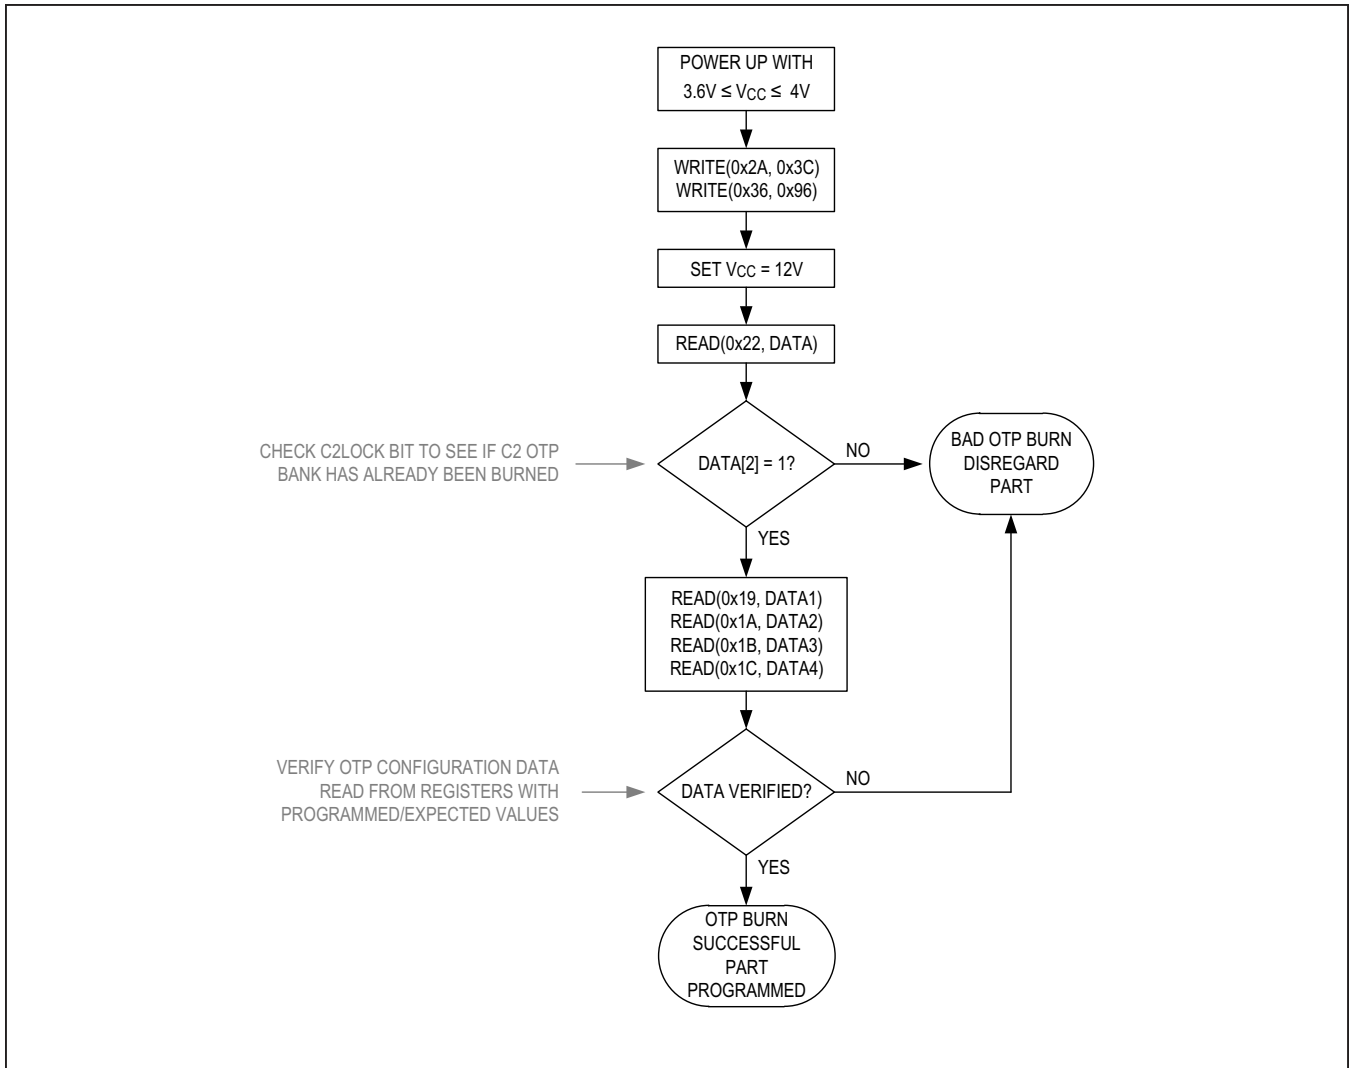 POWER UP WITH
3.6V ≤ VCC ≤ 4V
WRITE(0x2A, 0x3C)
WRITE(0x36, 0x96)
SET VCC = 12V
READ(0x22, DATA)
CHECK C2LOCK BIT TO SEE IF C2 OTP
BANK HAS ALREADY BEEN BURNED
DATA[2] = 1?
NO
BAD OTP BURN
DISREGARD
PART
YES
READ(0x19, DATA1)
READ(0x1A, DATA2)
READ(0x1B, DATA3)
READ(0x1C, DATA4)
VERIFY OTP CONFIGURATION DATA
READ FROM REGISTERS WITH
PROGRAMMED/EXPECTED VALUES
DATA VERIFIED?
NO
YES
OTP BURN
SUCCESSFUL
PART
PROGRAMMED